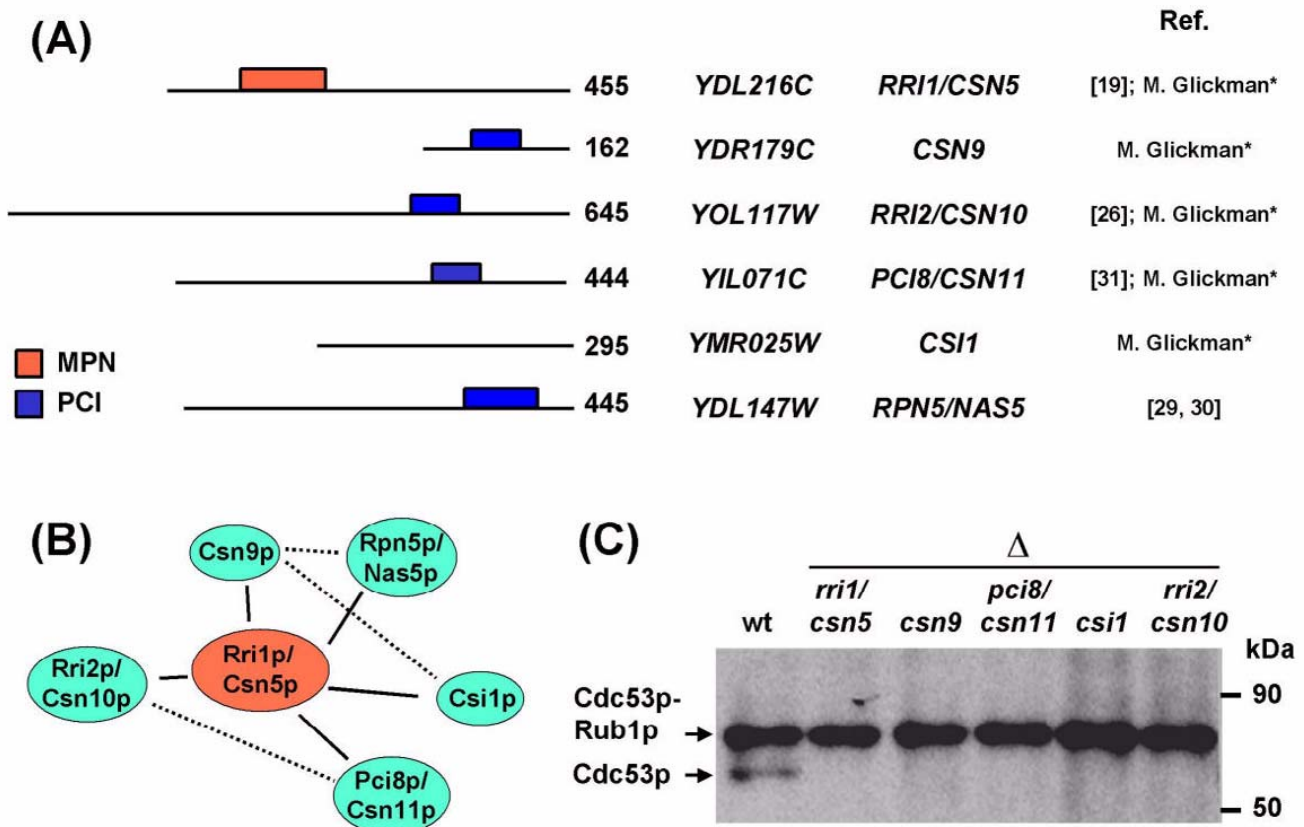 (A)
Ref.
455 YDL216C RRI1/CSN5 [19]; M. Glickman*
162 YDR179C CSN9 M. Glickman*
645 YOL117W RRI2/CSN10 [26]; M. Glickman*
444 YIL071C PCI8/CSN11 [31]; M. Glickman*
295 YMR025W CSI1 M. Glickman*
MPN
PCI
445 YDL147W RPN5/NAS5 [29, 30]
(B)
Csn9p
Rpn5p/
Nas5p
Rri2p/
Csn10p
Rri1p/
Csn5p
Csi1p
Pci8p/
Csn11p
(C)
Δ
rri1/ pci8/ rri2/
wt csn5 csn9 csn11 csi1 csn10
kDa
90
Cdc53p-
Rub1p
Cdc53p
50